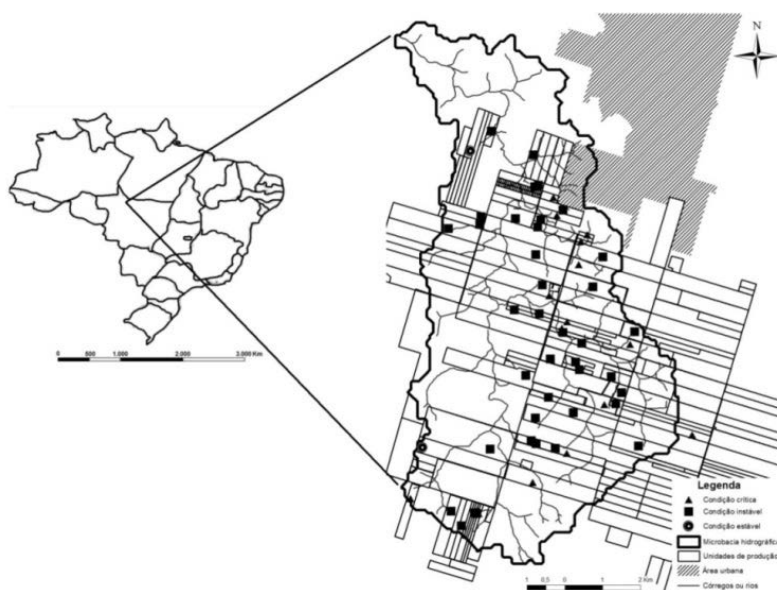 N
0 500 1.000 2.000 3.000 Km
Legenda
Condição crítica
Condição instável
Condição estável
Microbacia hidrográfica
Unidades de produção
Área urbana
Córregos ou rios
1 0,5 0 1 2 Km